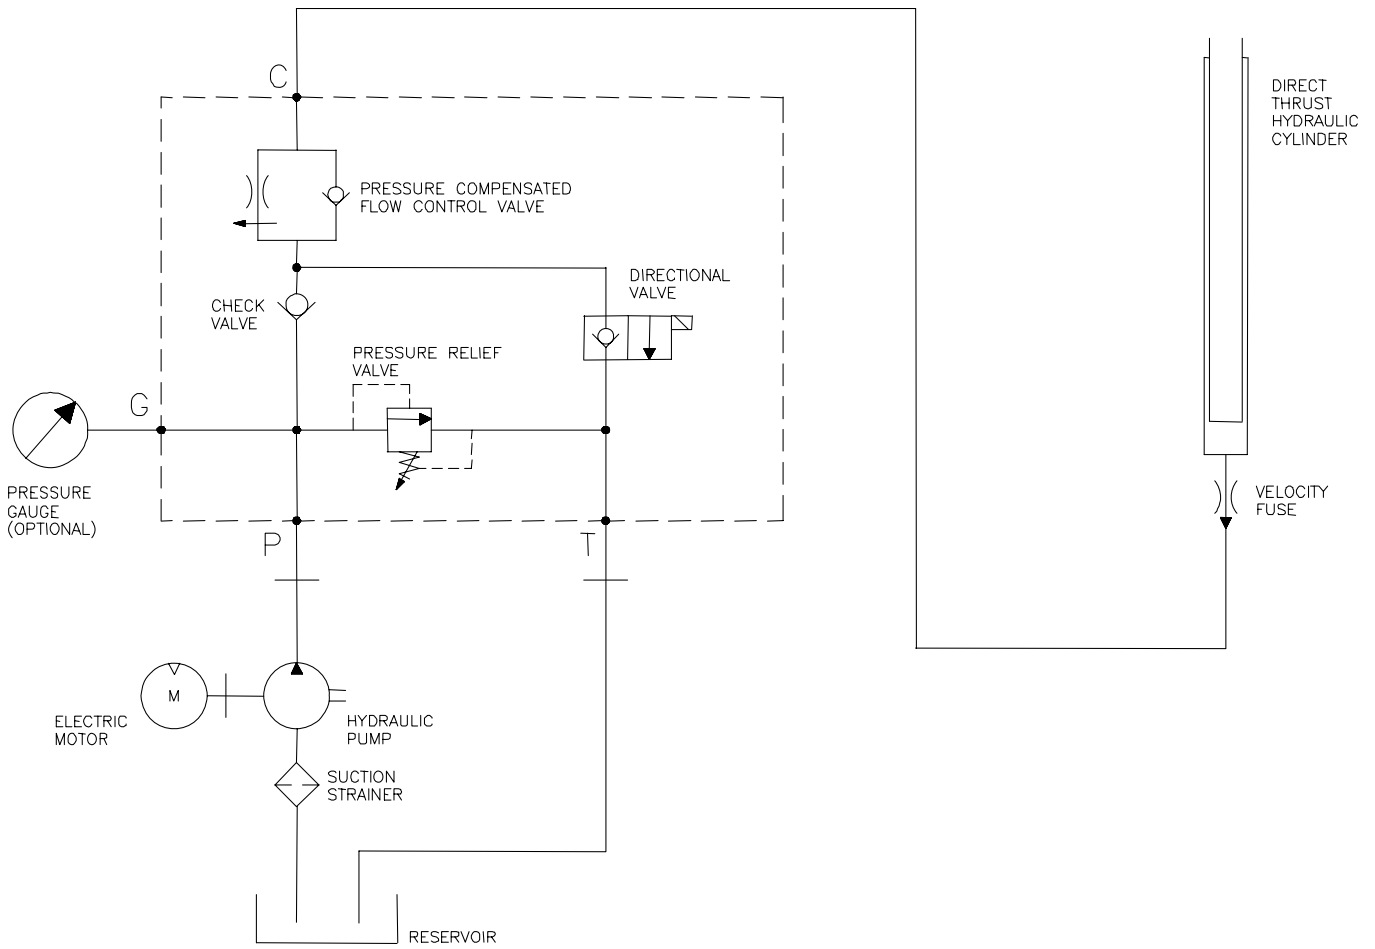 C
DIRECT
THRUST
HYDRAULIC
CYLINDER
PRESSURE COMPENSATED
FLOW CONTROL VALVE
DIRECTIONAL
VALVE
CHECK
VALVE
PRESSURE RELIEF
VALVE
G
PRESSURE
GAUGE
(OPTIONAL)
VELOCITY
FUSE
P
T
M
ELECTRIC
MOTOR
HYDRAULIC
PUMP
SUCTION
STRAINER
RESERVOIR